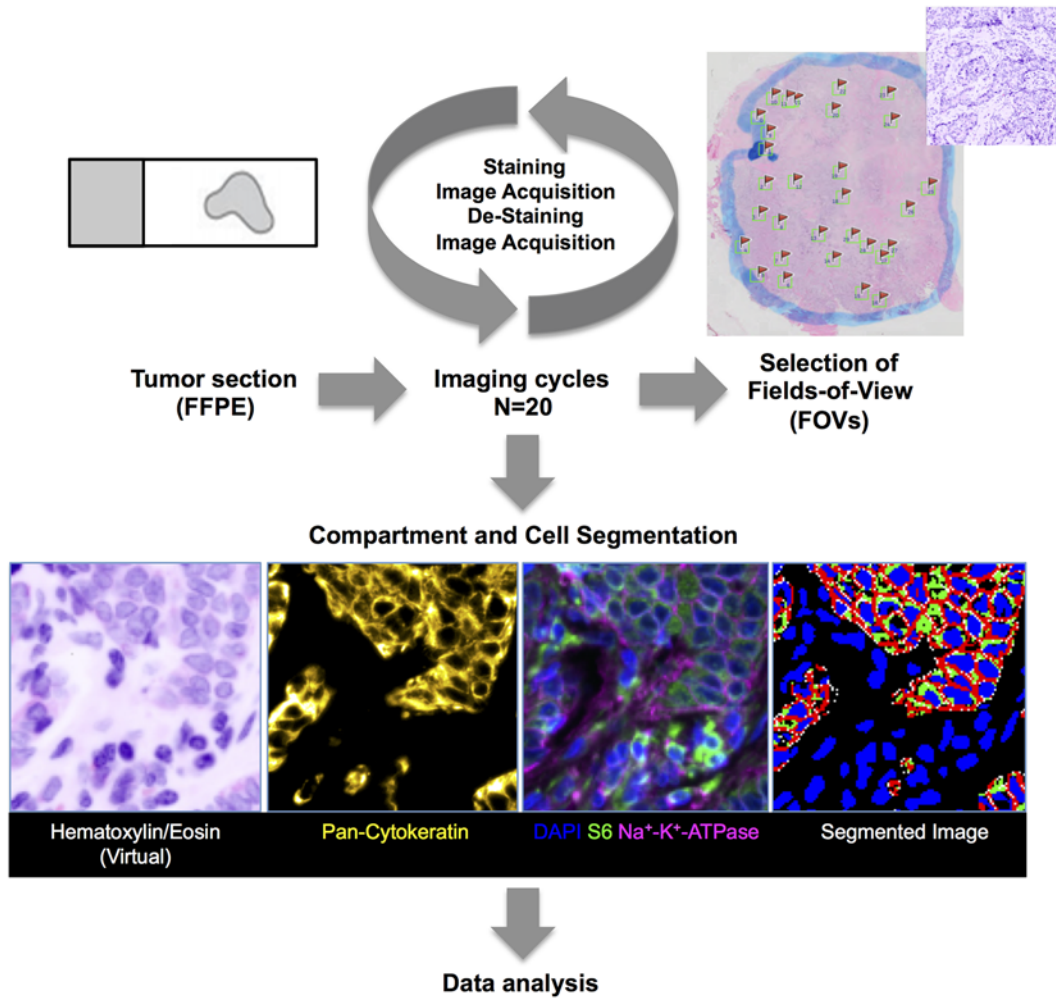 Staining
Image Acquisition
De-Staining
Image Acquisition
Tumor section
(FFPE)
Imaging cycles
N=20
Selection of
Fields-of-View
(FOVs)
Compartment and Cell Segmentation
Hematoxylin/Eosin
(Virtual)
Pan-Cytokeratin
DAPI S6 Na⁺-K⁺-ATPase
Segmented Image
Data analysis